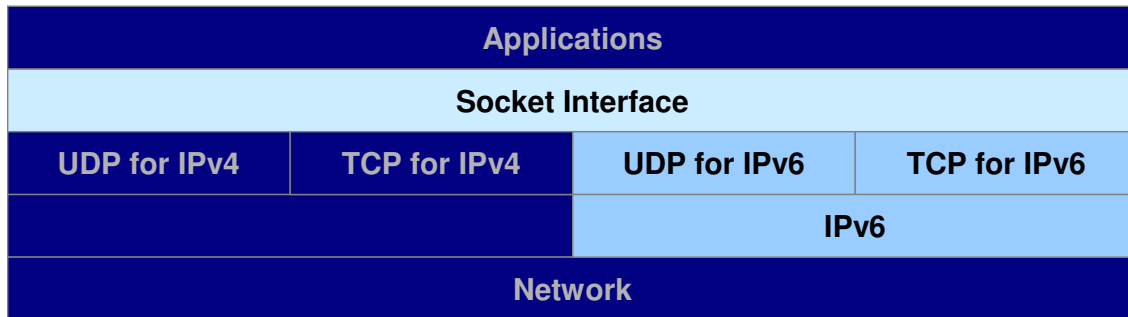 Applications
Socket Interface
UDP for IPv4 TCP for IPv4 UDP for IPv6 TCP for IPv6
IPv6
Network